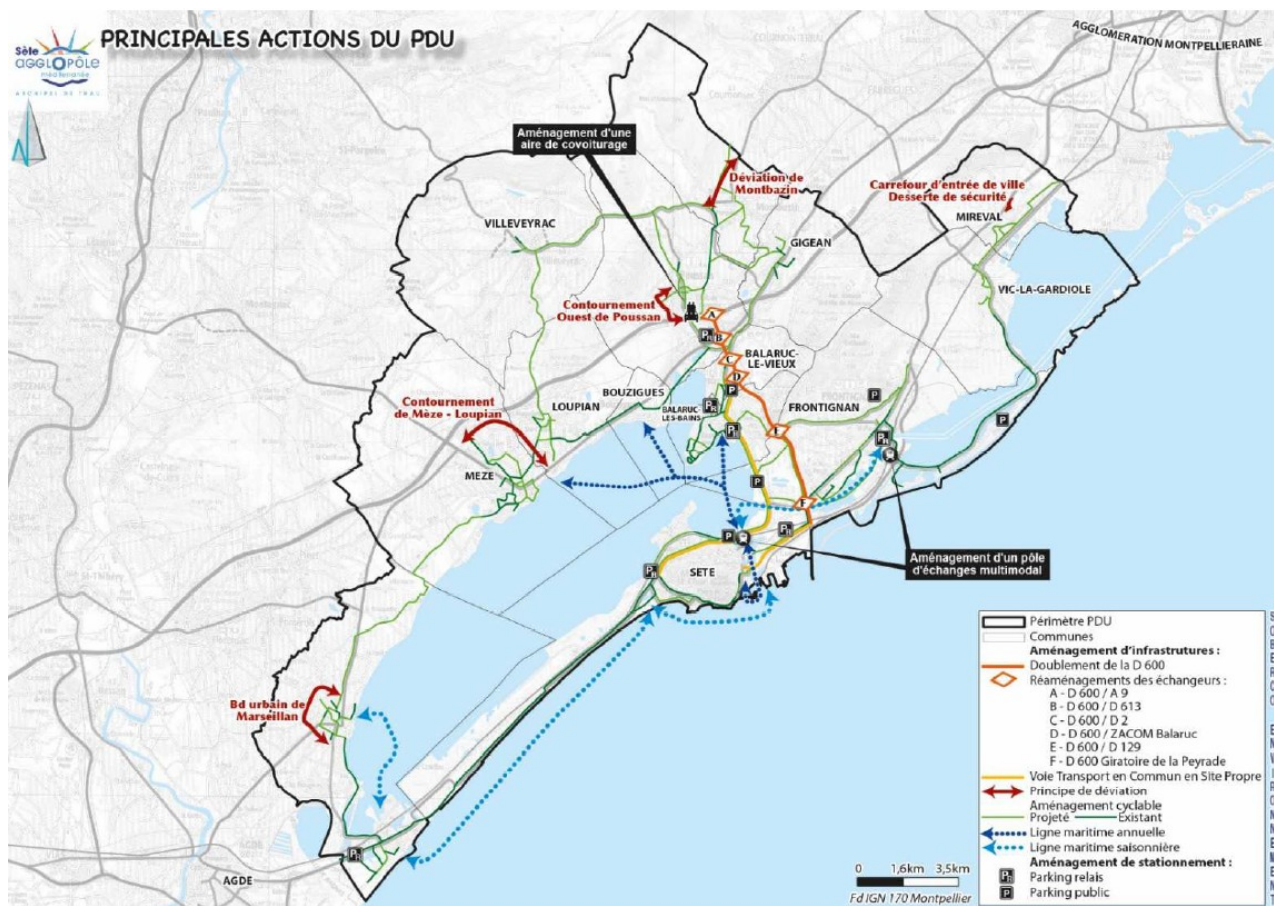 PRINCIPALES ACTIONS DU PDU
Sète
AGGLOPÔLE
méditerranée
ARCHIPEL DE THAU
AGGLOMERATION MONTPELLIERAINE
Aménagement d'une
aire de covoiturage
Déviation de
Montbazin
Carrefour d'entrée de ville
Desserte de sécurité
MIREVAL
VILLEVEYRAC
GIGEAN
VIC-LA-GARDIOLE
Contournement
Ouest de Poussan
A
B
C
D
BALARUC-
LE-VIEUX
BOUZIGUES
LOUPIAN
BALARUC-
LES-BAINS
FRONTIGNAN
Contournement
de Mèze - Loupian
MEZE
F
SETE
Aménagement d'un pôle
d'échanges multimodal
Bd urbain de
Marseillan
AGDE
Périmètre PDU
Communes
Aménagement d'infrastrutures :
Doublement de la D 600
Réaménagements des échangeurs :
A - D 600 / A 9
B - D 600 / D 613
C - D 600 / D 2
D - D 600 / ZACOM Balaruc
E - D 600 / D 129
F - D 600 Giratoire de la Peyrade
Voie Transport en Commun en Site Propre
Principe de déviation
Aménagement cyclable
Projeté Existant
Ligne maritime annuelle
Ligne maritime saisonnière
Aménagement de stationnement :
Parking relais
Parking public
0 1,6km 3,5km
Fd IGN 170 Montpellier